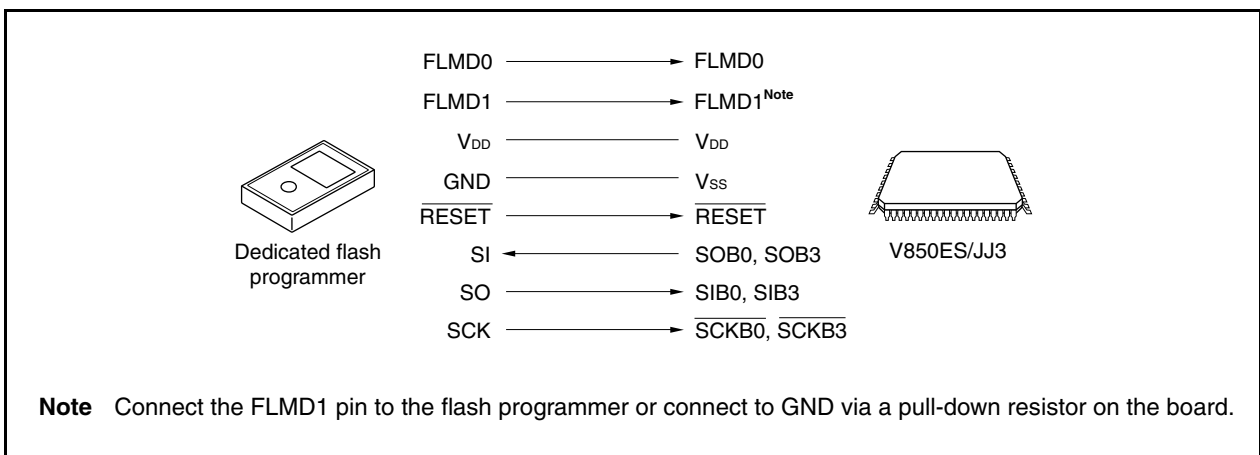 FLMD0 FLMD0
FLMD1 FLMD1Note
VDD VDD
GND VSS
RESET RESET
Dedicated flash programmer
SI SOB0, SOB3
V850ES/JJ3
SO SIB0, SIB3
SCK SCKB0, SCKB3
Note Connect the FLMD1 pin to the flash programmer or connect to GND via a pull-down resistor on the board.